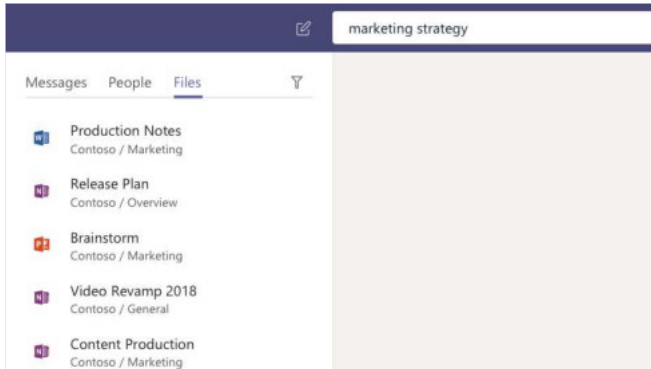 marketing strategy
Messages People Files
Production Notes
Contoso / Marketing
Release Plan
Contoso / Overview
Brainstorm
Contoso / Marketing
Video Revamp 2018
Contoso / General
Content Production
Contoso / Marketing